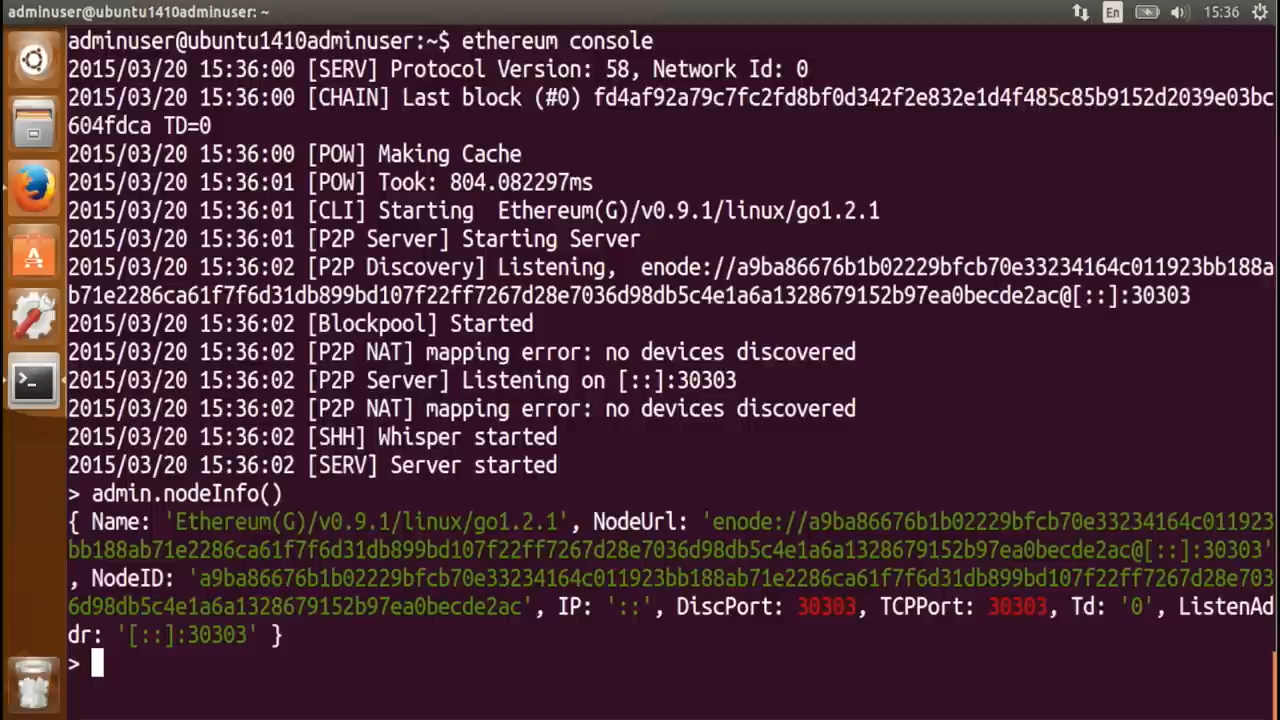 adminuser@ubuntu1410adminuser: ~
En
15:36
adminuser@ubuntu1410adminuser:~$ ethereum console
2015/03/20 15:36:00 [SERV] Protocol Version: 58, Network Id: 0
2015/03/20 15:36:00 [CHAIN] Last block (#0) fd4af92a79c7fc2fd8bf0d342f2e832e1d4f485c85b9152d2039e03bc
604fdca TD=0
2015/03/20 15:36:00 [POW] Making Cache
2015/03/20 15:36:01 [POW] Took: 804.082297ms
2015/03/20 15:36:01 [CLI] Starting  Ethereum(G)/v0.9.1/linux/go1.2.1
2015/03/20 15:36:01 [P2P Server] Starting Server
2015/03/20 15:36:02 [P2P Discovery] Listening,  enode://a9ba86676b1b02229bfcb70e33234164c011923bb188a
b71e2286ca61f7f6d31db899bd107f22ff7267d28e7036d98db5c4e1a6a1328679152b97ea0becde2ac@[::]:30303
2015/03/20 15:36:02 [Blockpool] Started
2015/03/20 15:36:02 [P2P NAT] mapping error: no devices discovered
2015/03/20 15:36:02 [P2P Server] Listening on [::]:30303
2015/03/20 15:36:02 [P2P NAT] mapping error: no devices discovered
2015/03/20 15:36:02 [SHH] Whisper started
2015/03/20 15:36:02 [SERV] Server started
> admin.nodeInfo()
{ Name: 'Ethereum(G)/v0.9.1/linux/go1.2.1', NodeUrl: 'enode://a9ba86676b1b02229bfcb70e33234164c011923
bb188ab71e2286ca61f7f6d31db899bd107f22ff7267d28e7036d98db5c4e1a6a1328679152b97ea0becde2ac@[::]:30303'
, NodeID: 'a9ba86676b1b02229bfcb70e33234164c011923bb188ab71e2286ca61f7f6d31db899bd107f22ff7267d28e703
6d98db5c4e1a6a1328679152b97ea0becde2ac', IP: '::', DiscPort: 30303, TCPPort: 30303, Td: '0', ListenAd
dr: '[::]:30303' }
>